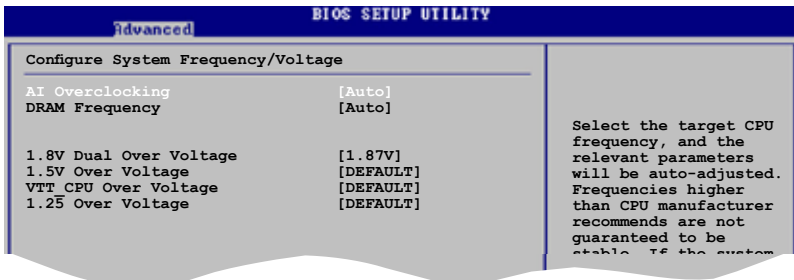 BIOS SETUP UTILITY
Advanced
Configure System Frequency/Voltage
AI Overclocking [Auto]
DRAM Frequency [Auto]
1.8V Dual Over Voltage [1.87V]
1.5V Over Voltage [DEFAULT]
VTT_CPU Over Voltage [DEFAULT]
1.25 Over Voltage [DEFAULT]
Select the target CPU
frequency, and the
relevant parameters
will be auto-adjusted.
Frequencies higher
than CPU manufacturer
recommends are not
guaranteed to be
stable. If the system